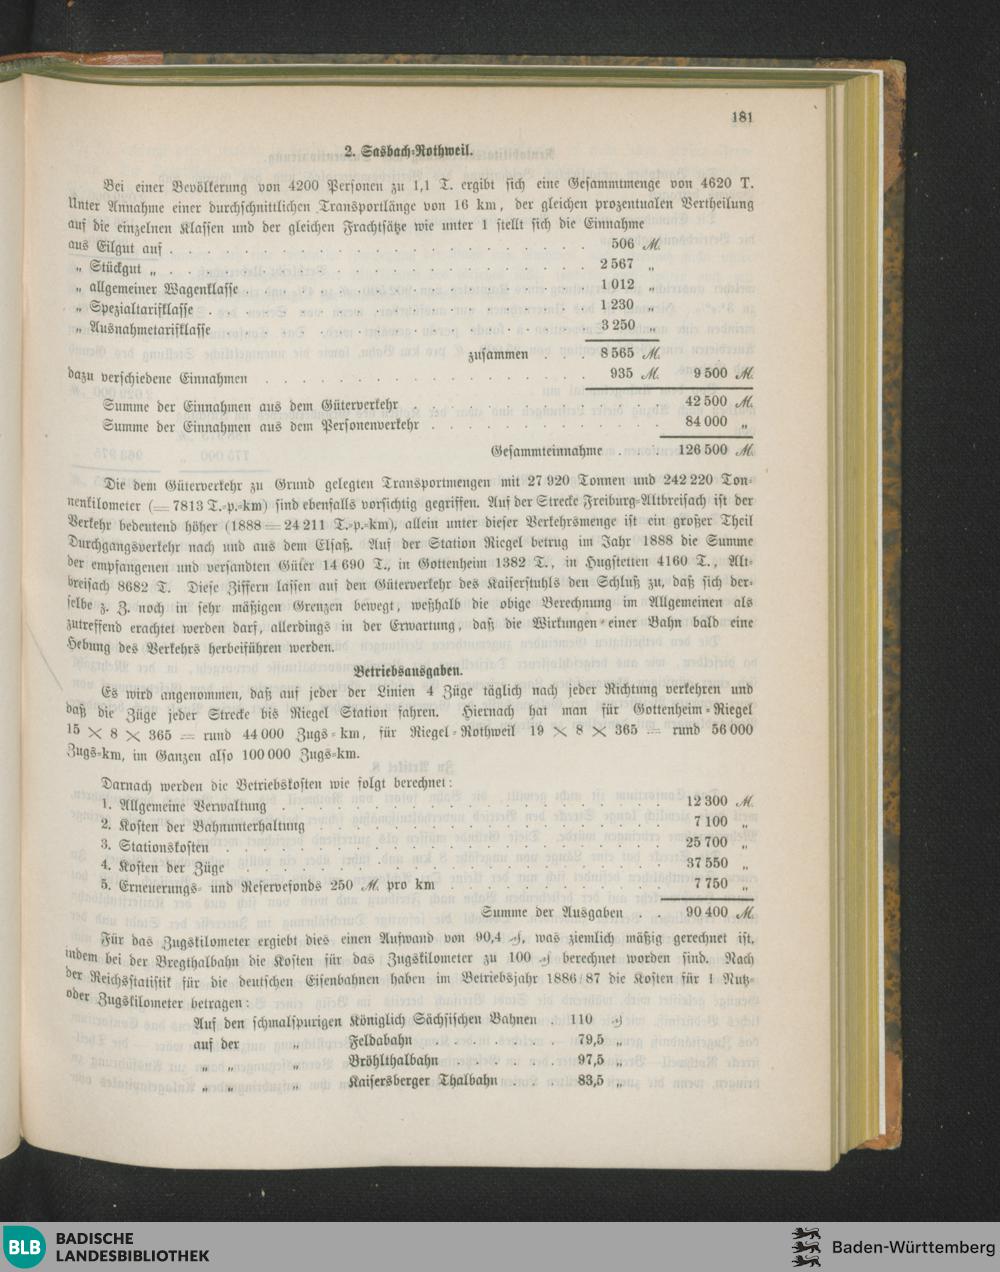 181
2. Sasbach-Rothweil.
Bei einer Bevölkerung von 4200 Personen zu 1,1 T. ergibt sich eine Gesammtmenge von 4620 T.
Unter Annahme einer durchschnittlichen Transportlänge von 16 km, der gleichen prozentualen Vertheilung
auf die einzelnen Klassen und der gleichen Frachtsätze wie unter 1 stellt sich die Einnahme
aus Eilgut auf . . . . . . . . . . . . . . . . . . 506 ℳ.
„ Stückgut „ . . . . . . . . . . . . . . . . . . 2 567 „
„ allgemeiner Wagenklasse . . . . . . . . . . . . . . 1 012 „
„ Spezialtarifklasse . . . . . . . . . . . . . . . . 1 230 „
„ Ausnahmetarifklasse . . . . . . . . . . . . . . . 3 250 „
zusammen . . . 8 565 ℳ.
dazu verschiedene Einnahmen . . . . . . . . . . . . . . 935 ℳ. 9 500 ℳ.
Summe der Einnahmen aus dem Güterverkehr . . . . . . . . . . . 42 500 ℳ.
Summe der Einnahmen aus dem Personenverkehr . . . . . . . . . . 84 000 „
Gesammteinnahme . . . 126 500 ℳ.
Die dem Güterverkehr zu Grund gelegten Transportmengen mit 27 920 Tonnen und 242 220 Ton-
nenkilometer (= 7813 T.-p.-km) sind ebenfalls vorsichtig gegriffen. Auf der Strecke Freiburg-Altbreisach ist der
Verkehr bedeutend höher (1888 = 24 211 T.-p.-km), allein unter dieser Verkehrsmenge ist ein großer Theil
Durchgangsverkehr nach und aus dem Elsaß. Auf der Station Riegel betrug im Jahr 1888 die Summe
der empfangenen und versandten Güter 14 690 T., in Gottenheim 1382 T., in Hugstetten 4160 T., Alt-
breisach 8682 T. Diese Ziffern lassen auf den Güterverkehr des Kaiserstuhls den Schluß zu, daß sich der-
selbe z. Z. noch in sehr mäßigen Grenzen bewegt, weßhalb die obige Berechnung im Allgemeinen als
zutreffend erachtet werden darf, allerdings in der Erwartung, daß die Wirkungen einer Bahn bald eine
Hebung des Verkehrs herbeiführen werden.
Betriebsausgaben.
Es wird angenommen, daß auf jeder der Linien 4 Züge täglich nach jeder Richtung verkehren und
daß die Züge jeder Strecke bis Riegel Station fahren. Hiernach hat man für Gottenheim-Riegel
15 × 8 × 365 = rund 44 000 Zugs-km, für Riegel-Rothweil 19 × 8 × 365 = rund 56 000
Zugs-km, im Ganzen also 100 000 Zugs-km.
Darnach werden die Betriebskosten wie folgt berechnet:
1. Allgemeine Verwaltung . . . . . . . . . . . . . . . . . 12 300 ℳ.
2. Kosten der Bahnunterhaltung . . . . . . . . . . . . . . . 7 100 „
3. Stationskosten . . . . . . . . . . . . . . . . . . . 25 700 „
4. Kosten der Züge . . . . . . . . . . . . . . . . . . 37 550 „
5. Erneuerungs- und Reservefonds 250 ℳ. pro km . . . . . . . . . 7 750 „
Summe der Ausgaben . . 90 400 ℳ.
Für das Zugskilometer ergiebt dies einen Aufwand von 90,4 ₰, was ziemlich mäßig gerechnet ist,
indem bei der Bregthalbahn die Kosten für das Zugskilometer zu 100 ₰ berechnet worden sind. Nach
der Reichsstatistik für die deutschen Eisenbahnen haben im Betriebsjahr 1886/87 die Kosten für 1 Nutz-
oder Zugskilometer betragen:
Auf den schmalspurigen Königlich Sächsischen Bahnen . 110 ₰
auf der „ Feldabahn . . . . . . . 79,5 „
„ „ „ Bröhlthalbahn . . . . . . 97,5 „
„ „ „ Kaisersberger Thalbahn . . . 83,5 „
BLB
BADISCHE
LANDESBIBLIOTHEK
Baden-Württemberg